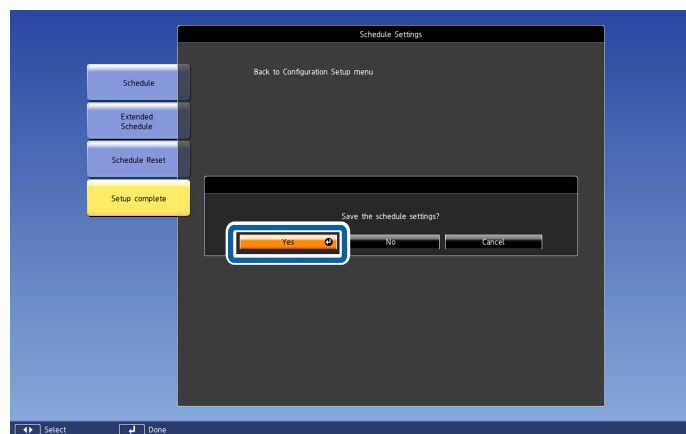 Schedule Settings
Back to Configuration Setup menu
Schedule
Extended
Schedule
Schedule Reset
Setup complete
Save the schedule settings?
Yes
No
Cancel
Select
Done